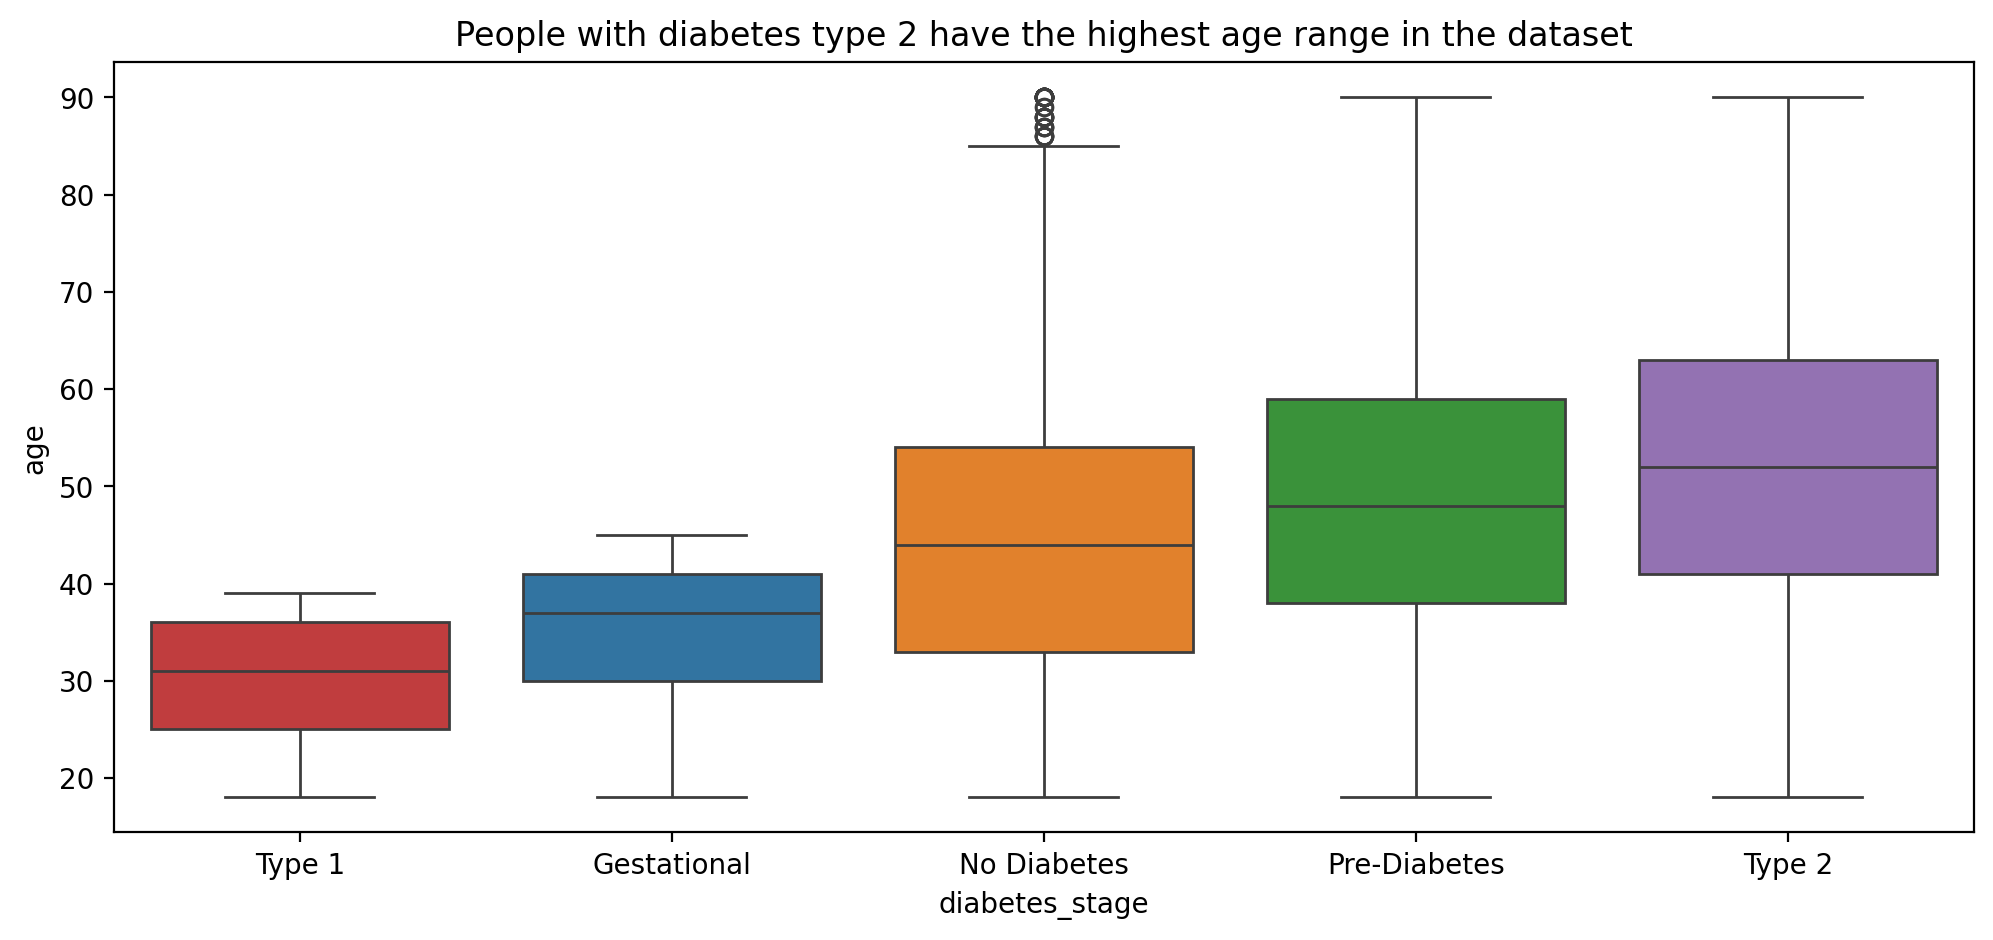 People with diabetes type 2 have the highest age range in the dataset
90
80
70
60
50
40
30
20
age
Type 1 Gestational No Diabetes Pre-Diabetes Type 2
diabetes_stage